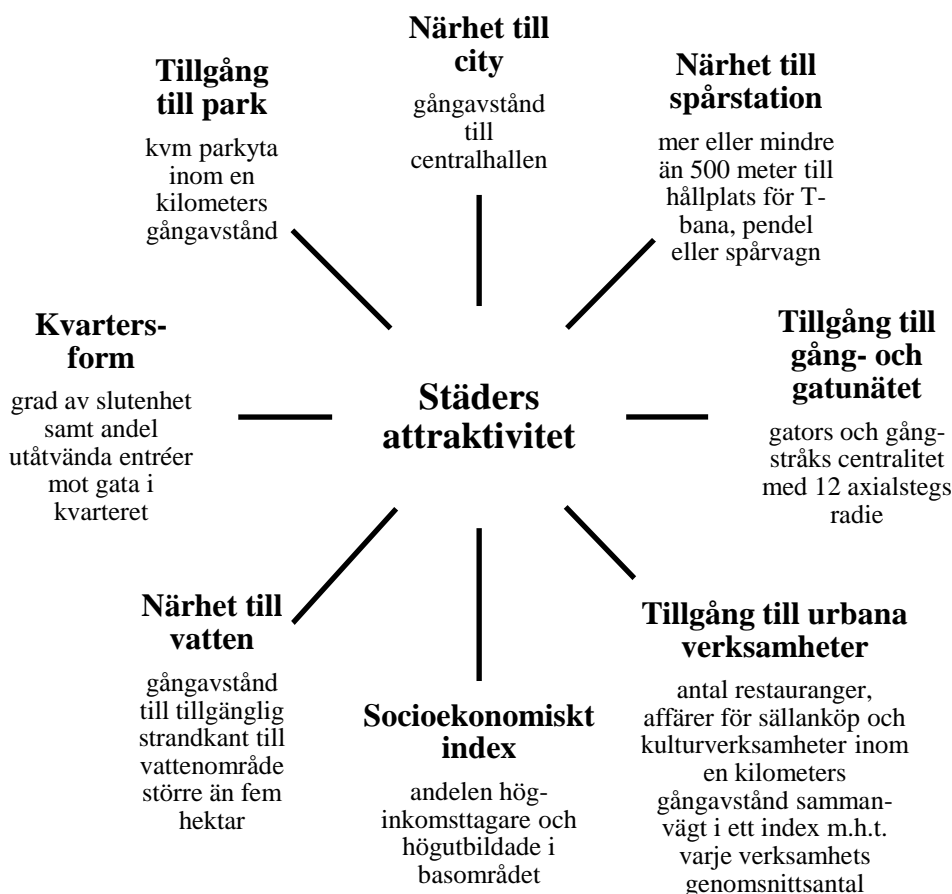 Närhet till
city
gångavstånd
till
centralhallen
Närhet till
spårstation
mer eller mindre
än 500 meter till
hållplats för T-
bana, pendel
eller spårvagn
Tillgång till
gång- och
gatunätet
gators och gång-
stråks centralitet
med 12 axialstegs
radie
Tillgång till urbana
verksamheter
antal restauranger,
affärer för sällanköp och
kulturverksamheter inom
en kilometers
gångavstånd samman-
vägt i ett index m.h.t.
varje verksamhets
genomsnittsantal
Socioekonomiskt
index
andelen hög-
inkomsttagare och
högutbildade i
basområdet
Närhet till
vatten
gångavstånd
till tillgänglig
strandkant till
vattenområde
större än fem
hektar
Kvarters-
form
grad av slutenhet
samt andel
utåtvända entréer
mot gata i
kvarteret
Tillgång
till park
kvm parkyta
inom en
kilometers
gångavstånd
Städers
attraktivitet